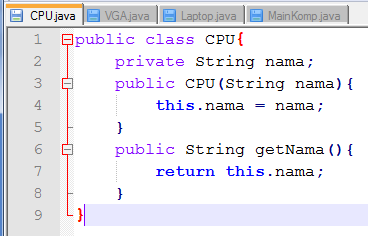 CPU.java VGA.java Laptop.java MainKomp.java
1 public class CPU{
2 private String nama;
3 public CPU(String nama){
4 this.nama = nama;
5 }
6 public String getNama(){
7 return this.nama;
8 }
9 }